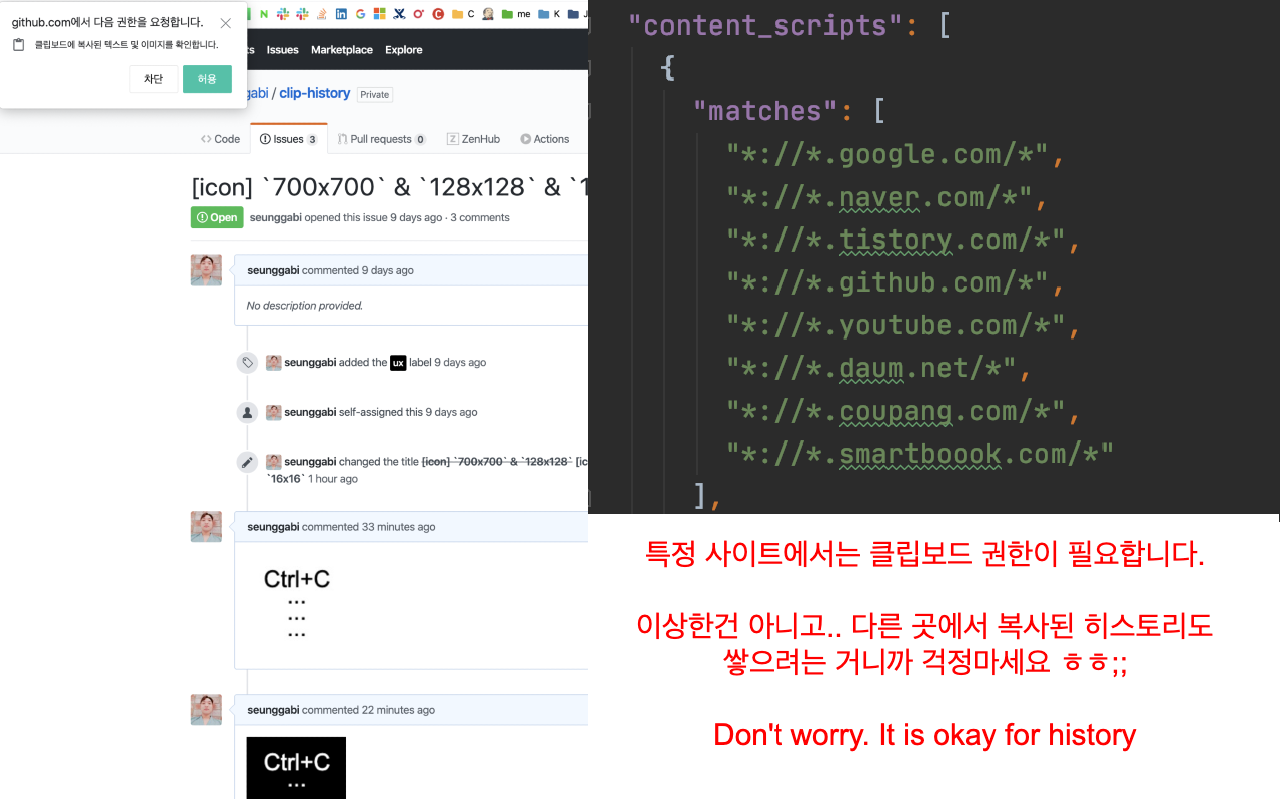 github.com에서 다음 권한을 요청합니다.
클립보드에 복사된 텍스트 및 이미지를 확인합니다.
차단
허용
C
me
K
Issues Marketplace Explore
gabi / clip-history Private
Code
Issues 3
Pull requests 0
ZenHub
Actions
[icon] `700x700` & `128x128` & `1
Open
seunggabi opened this issue 9 days ago · 3 comments
seunggabi commented 9 days ago
No description provided.
seunggabi added the ux label 9 days ago
seunggabi self-assigned this 9 days ago
seunggabi changed the title [icon] `700x700` & `128x128` [ic
`16x16` 1 hour ago
seunggabi commented 33 minutes ago
Ctrl+C
...
...
...
seunggabi commented 22 minutes ago
Ctrl+C
...
"content_scripts": [
{
"matches": [
"*://*.google.com/*",
"*://*.naver.com/*",
"*://*.tistory.com/*",
"*://*.github.com/*",
"*://*.youtube.com/*",
"*://*.daum.net/*",
"*://*.coupang.com/*",
"*://*.smartboook.com/*"
],
특정 사이트에서는 클립보드 권한이 필요합니다.
이상한건 아니고.. 다른 곳에서 복사된 히스토리도
쌓으려는 거니까 걱정마세요 ㅎㅎ;;
Don't worry. It is okay for history